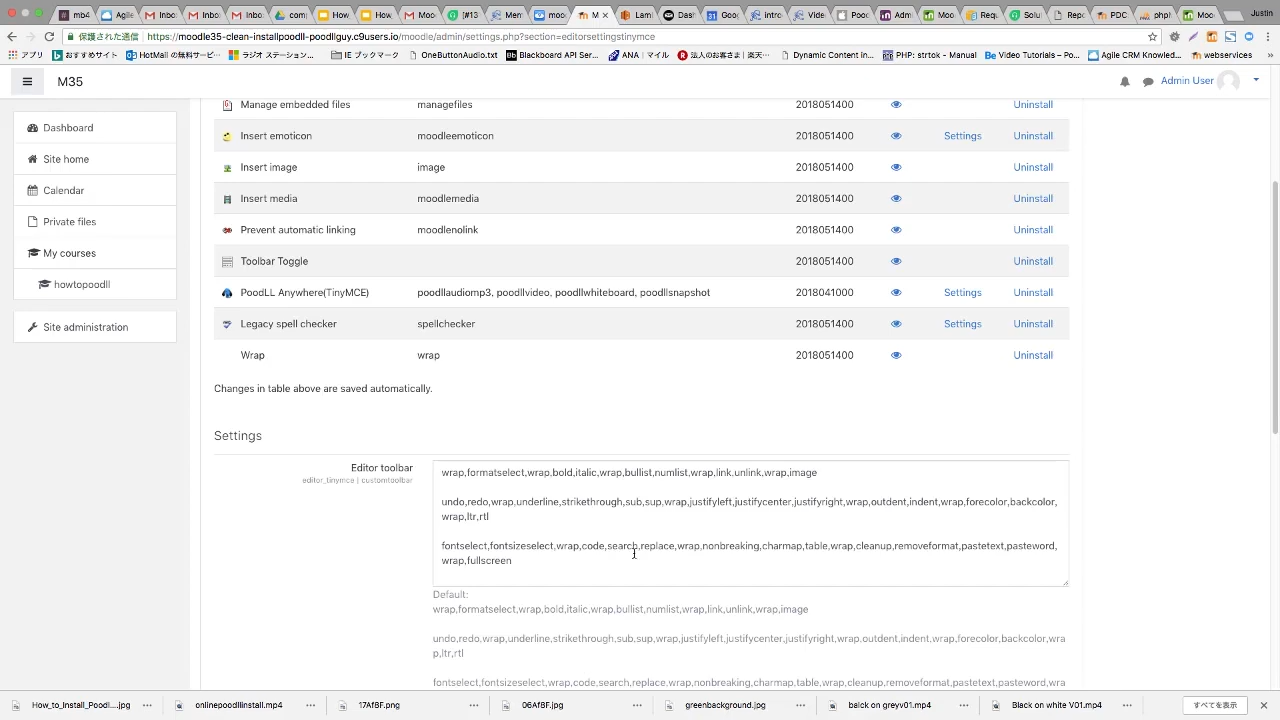 mb4
Agile
Inbo
Inbo
Inbo
comp
How
How
Moo
[#13
Men
moo
M
Lam
Das
Goo
Intro
Vide
Pooc
Adm
Moo
Requ
Solu
Repo
PDC
php
Moo
Justin
保護された通信 https://moodle35-clean-installpoodll-poodllguy.c9users.io/moodle/admin/settings.php?section=editorsettingstinymce
アプリ おすすめサイト HotMail の無料サービ… ラジオ ステーション IE ブックマーク OneButtonAudio.txt Blackboard API Ser… ANA | マイル 楽天のお客さま | 楽… Dynamic Content in… PHP: strtok - Manual Video Tutorials – Po… Agile CRM Knowled… webservices
M35
Admin User
Dashboard
Site home
Calendar
Private files
My courses
howtopoodll
Site administration
Manage embedded files managefiles 2018051400 Uninstall
Insert emoticon moodleemoticon 2018051400 Settings Uninstall
Insert image image 2018051400 Uninstall
Insert media moodlemedia 2018051400 Uninstall
Prevent automatic linking moodlenolink 2018051400 Uninstall
Toolbar Toggle 2018051400 Uninstall
PoodLL Anywhere(TinyMCE) poodllaudiomp3, poodllvideo, poodllwhiteboard, poodllsnapshot 2018041000 Settings Uninstall
Legacy spell checker spellchecker 2018051400 Settings Uninstall
Wrap wrap 2018051400 Uninstall
Changes in table above are saved automatically.
Settings
Editor toolbar
editor_tinymce | customtoolbar
wrap,formatselect,wrap,bold,italic,wrap,bullist,numlist,wrap,link,unlink,wrap,image
undo,redo,wrap,underline,strikethrough,sub,sup,wrap,justifyleft,justifycenter,justifyright,wrap,outdent,indent,wrap,forecolor,backcolor,
wrap,ltr,rtl
fontselect,fontsizeselect,wrap,code,search,replace,wrap,nonbreaking,charmap,table,wrap,cleanup,removeformat,pastetext,pasteword,
wrap,fullscreen
Default:
wrap,formatselect,wrap,bold,italic,wrap,bullist,numlist,wrap,link,unlink,wrap,image
undo,redo,wrap,underline,strikethrough,sub,sup,wrap,justifyleft,justifycenter,justifyright,wrap,outdent,indent,wrap,forecolor,backcolor,wra
p,ltr,rtl
fontselect,fontsizeselect,wrap,code,search,replace,wrap,nonbreaking,charmap,table,wrap,cleanup,removeformat,pastetext,pasteword,wra
How_to_Install_Poodl....jpg
onlinepoodllinstall.mp4
17Af8F.png
06Af8F.jpg
greenbackground.jpg
balck on greyv01.mp4
Black on white V01.mp4
すべてを表示